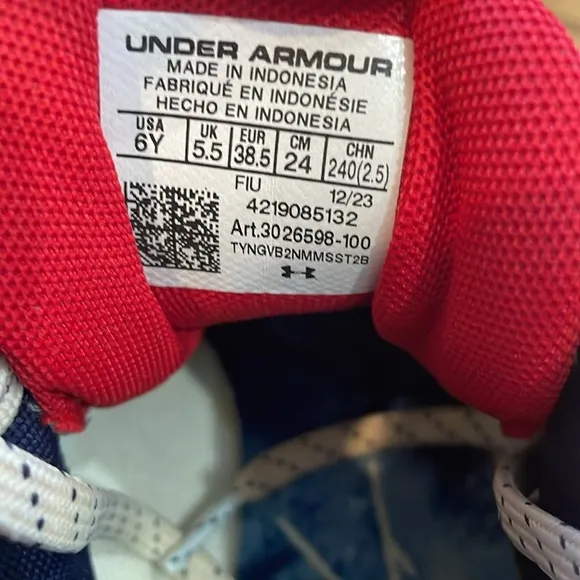 UNDER ARMOUR
MADE IN INDONESIA
FABRIQUÉ EN INDONÉSIE
HECHO EN INDONESIA
USA UK EUR CM CHN
6Y 5.5 38.5 24 240(2.5)
FIU 12/23
4219085132
Art.3026598-100
TYNGVB2NMMSST2B